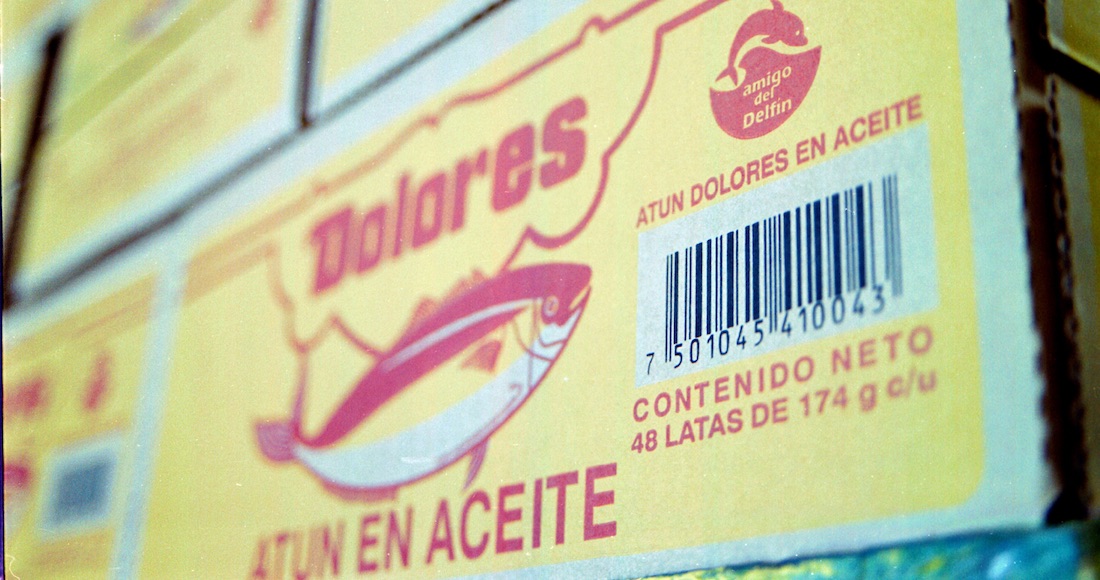 Dolores
ATUN EN ACEITE
amigo
del
Delfín
ATUN DOLORES EN ACEITE
7 501045 410043
CONTENIDO NETO
48 LATAS DE 174 g c/u